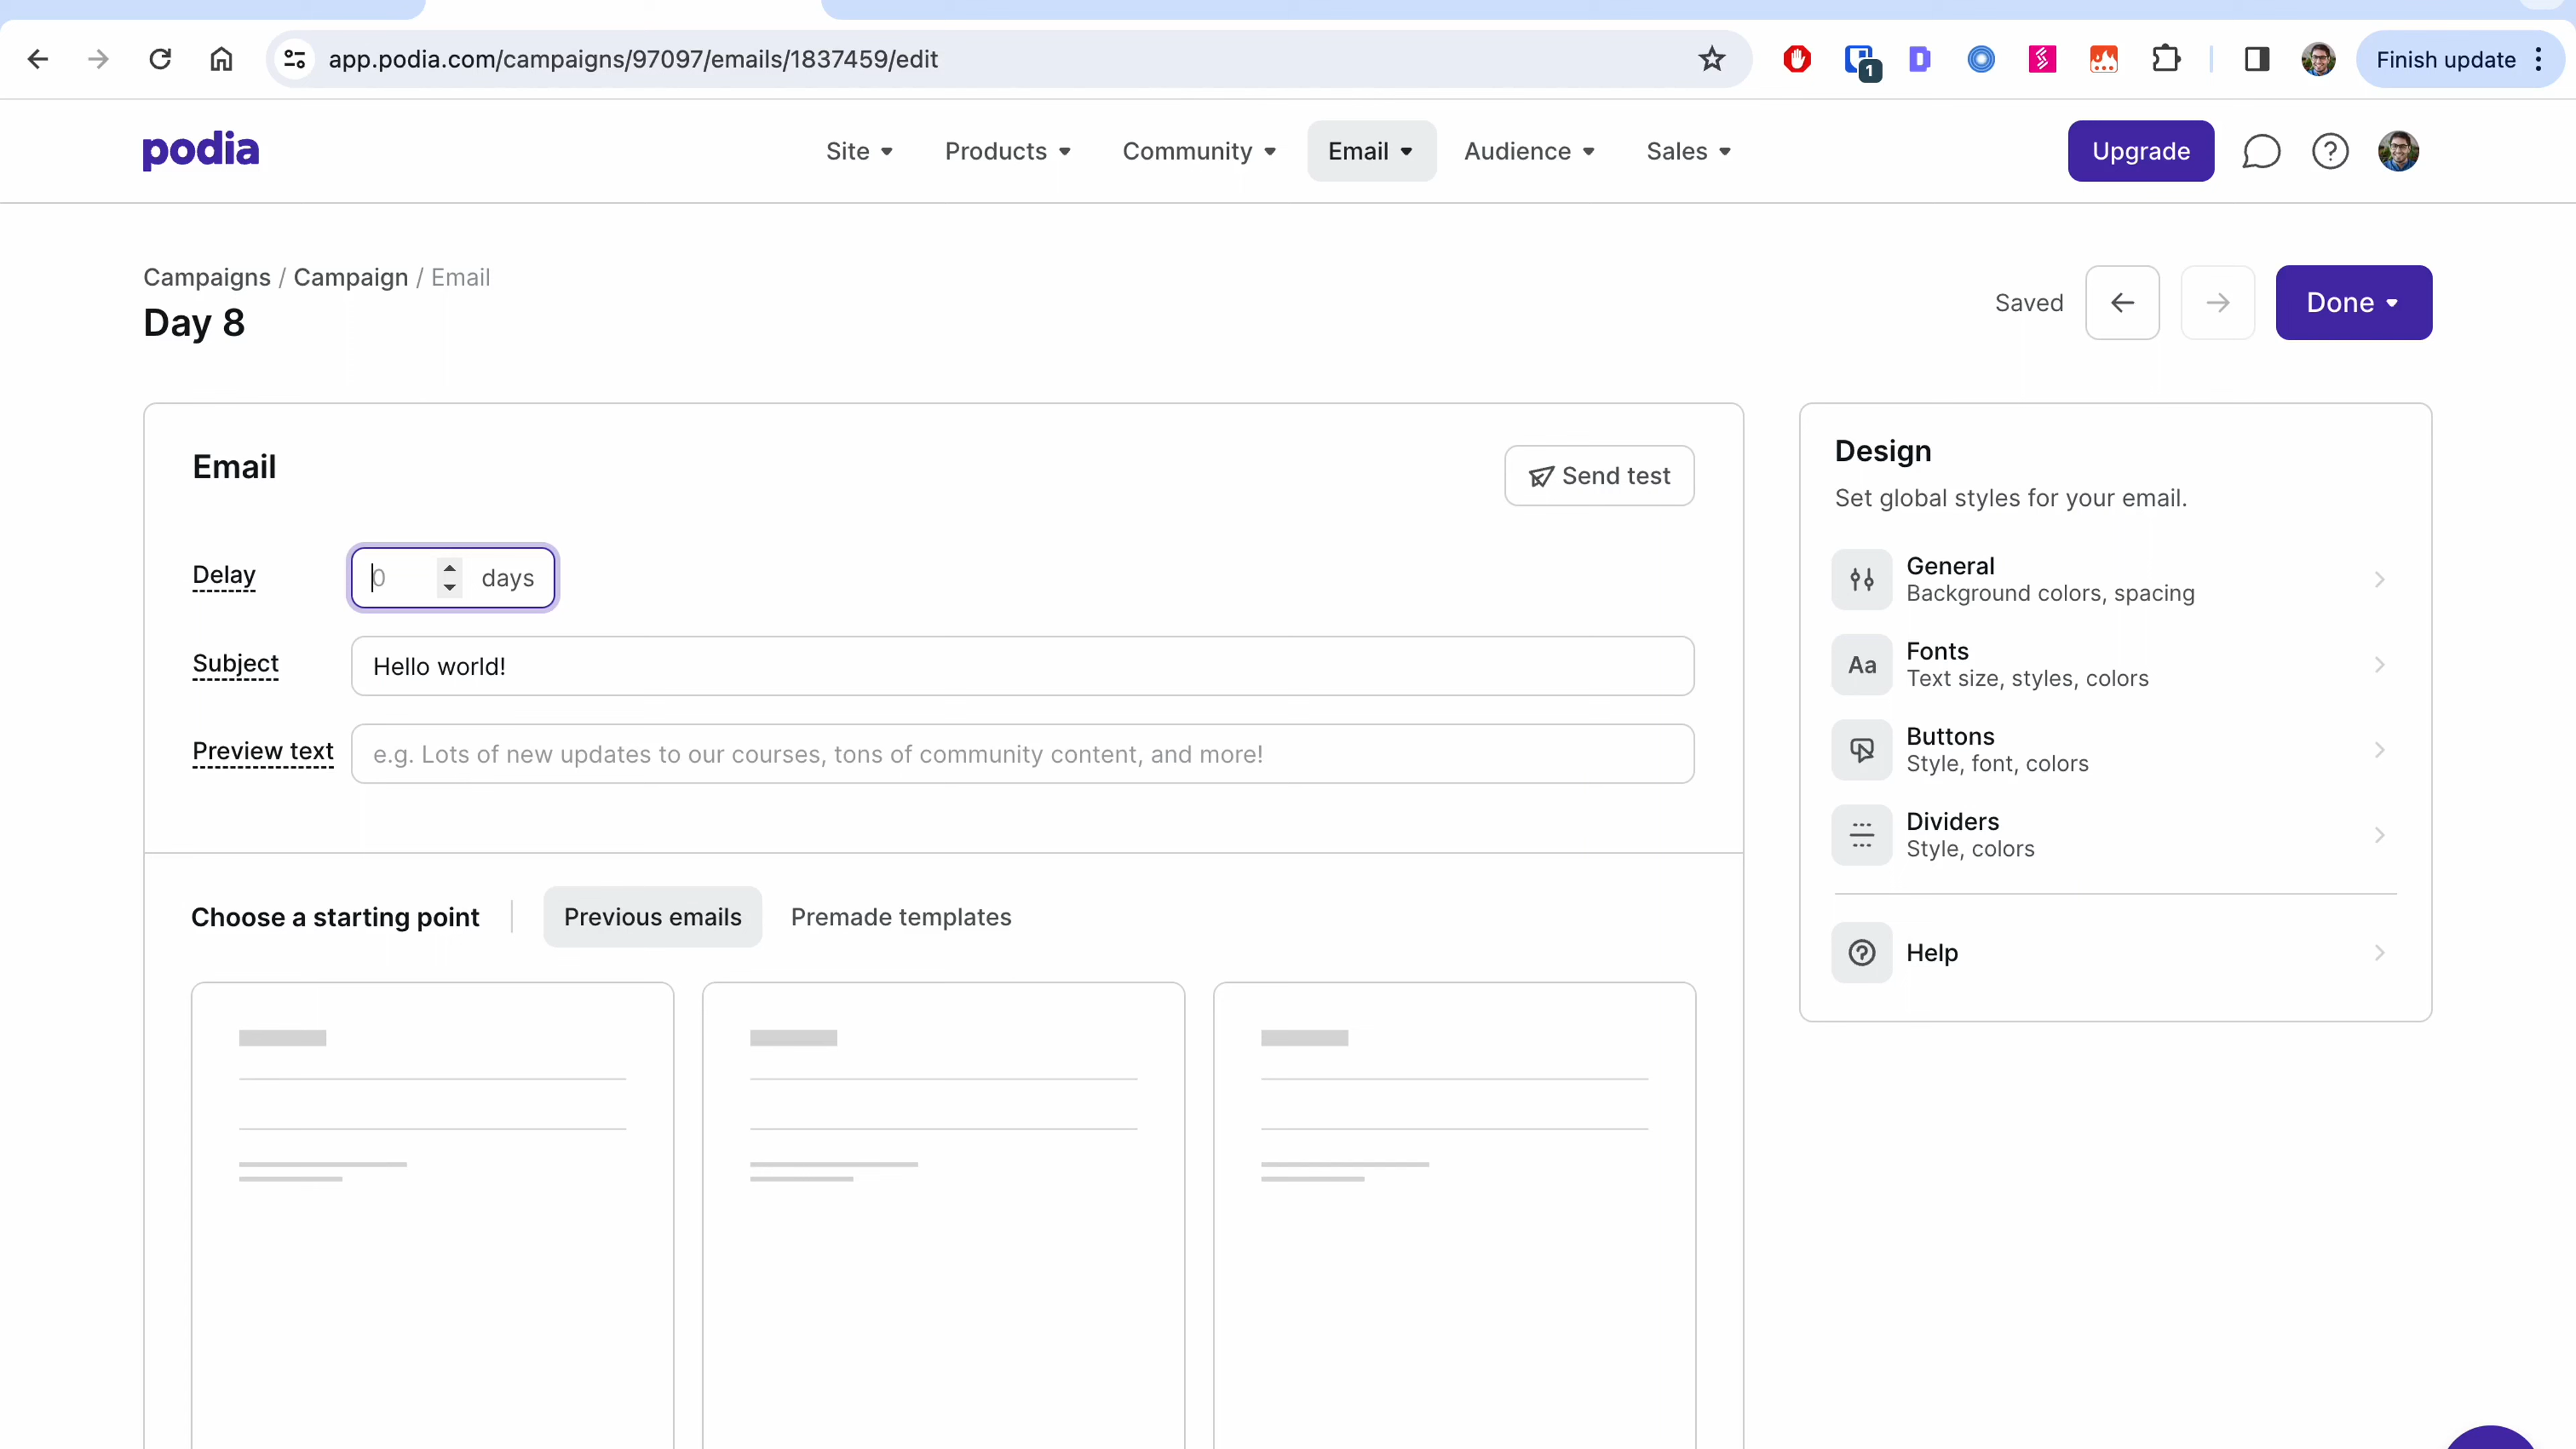 app.podia.com/campaigns/97097/emails/1837459/edit
1
Finish update
podia
Site
Products
Community
Email
Audience
Sales
Upgrade
Campaigns / Campaign / Email
Day 8
Saved
Done
Email
Send test
Delay
0
days
Subject
Hello world!
Preview text
e.g. Lots of new updates to our courses, tons of community content, and more!
Choose a starting point
Previous emails
Premade templates
Design
Set global styles for your email.
General
Background colors, spacing
Aa
Fonts
Text size, styles, colors
Buttons
Style, font, colors
Dividers
Style, colors
Help